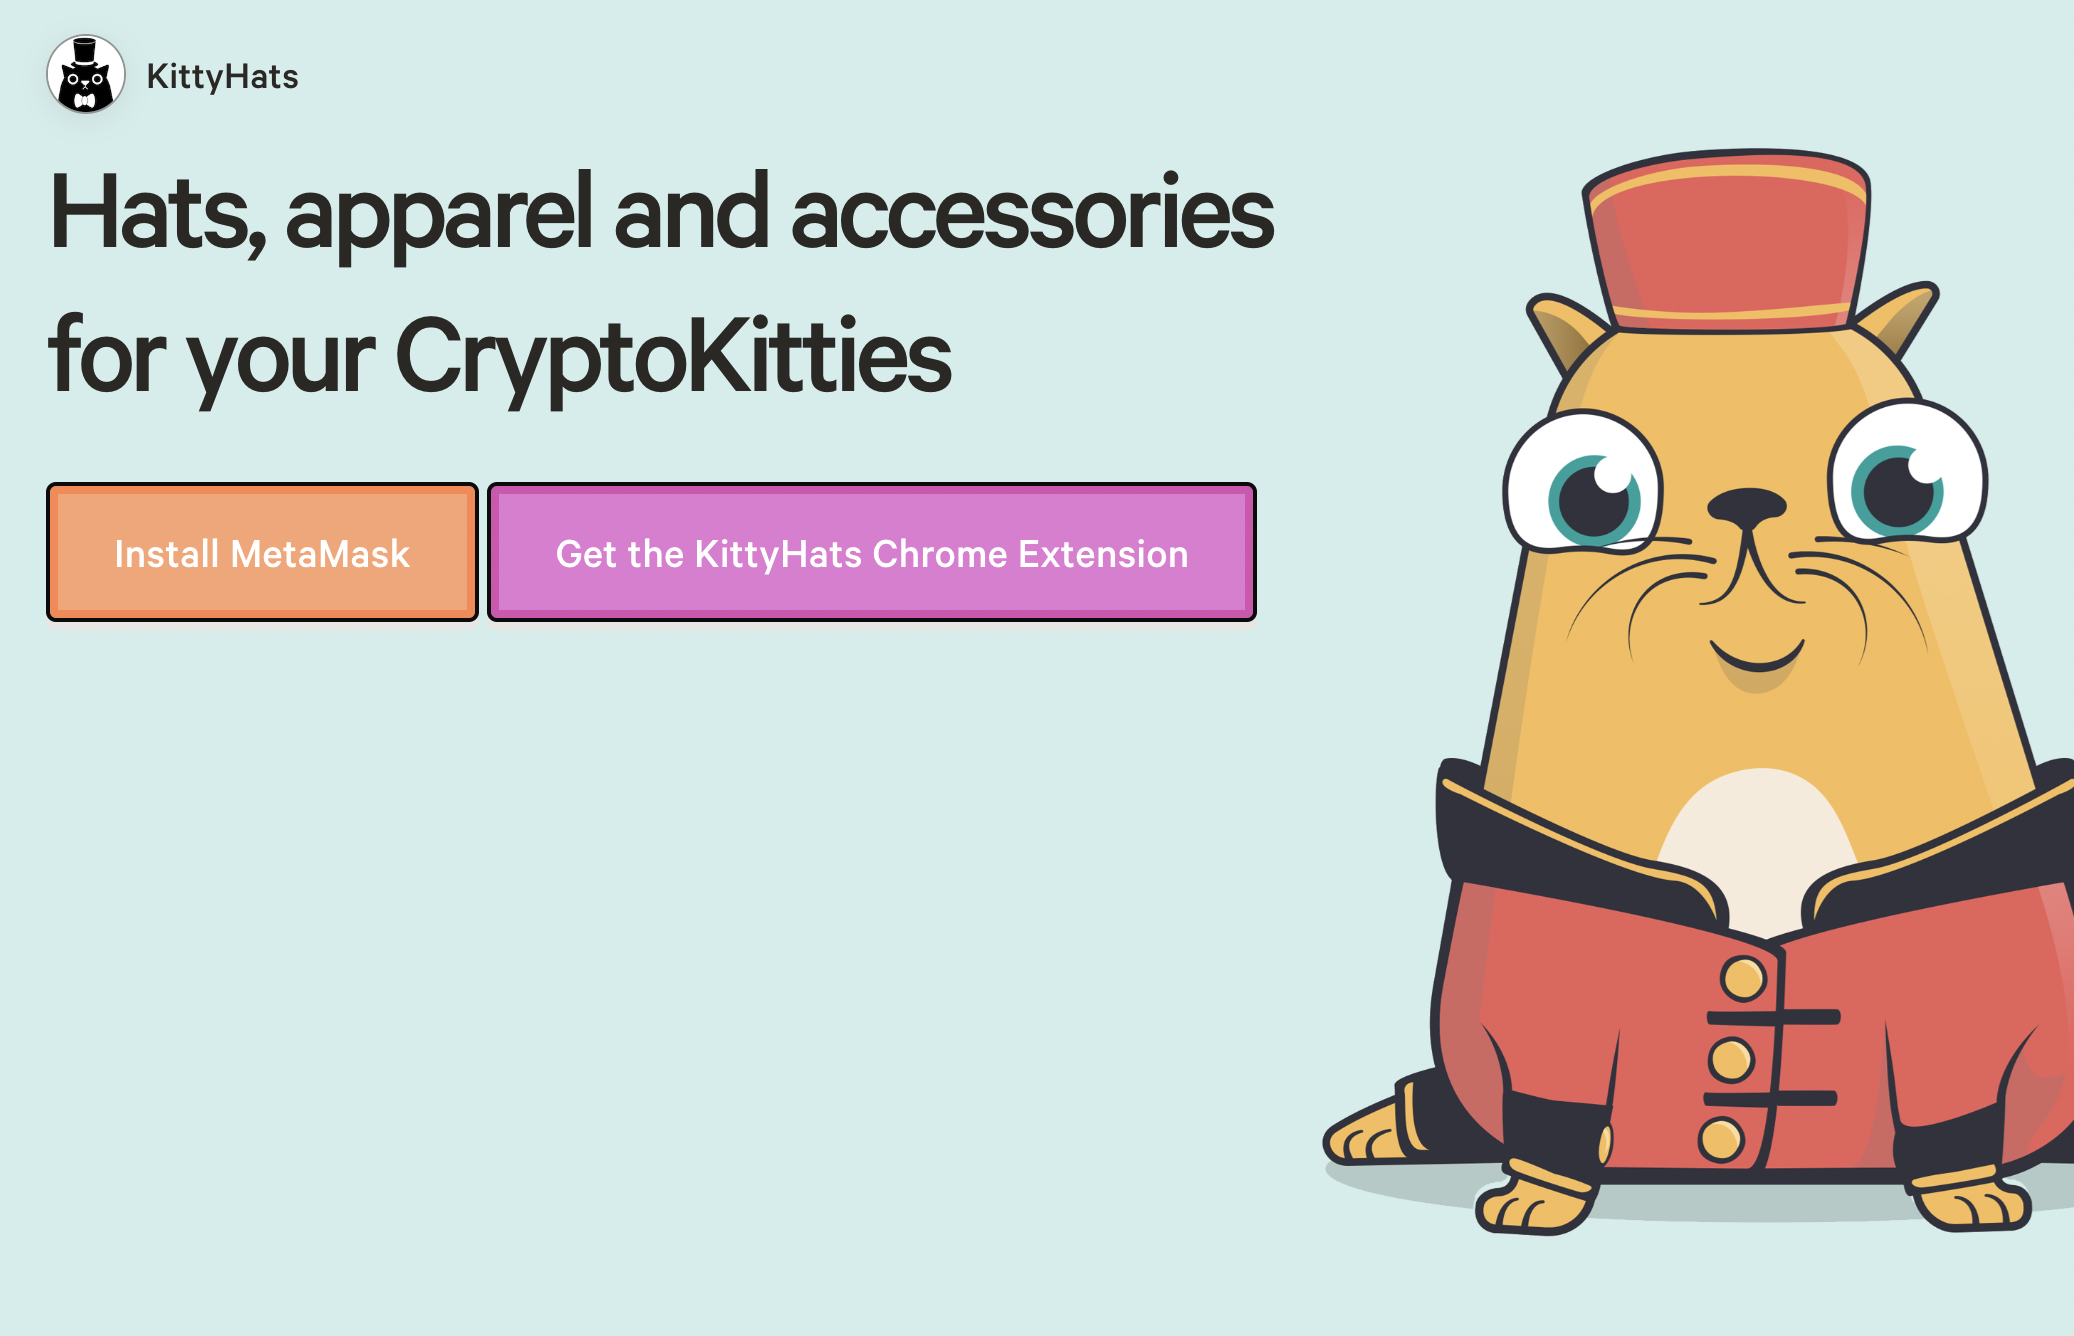 KittyHats
Hats, apparel and accessories
for your CryptoKitties
Install MetaMask
Get the KittyHats Chrome Extension